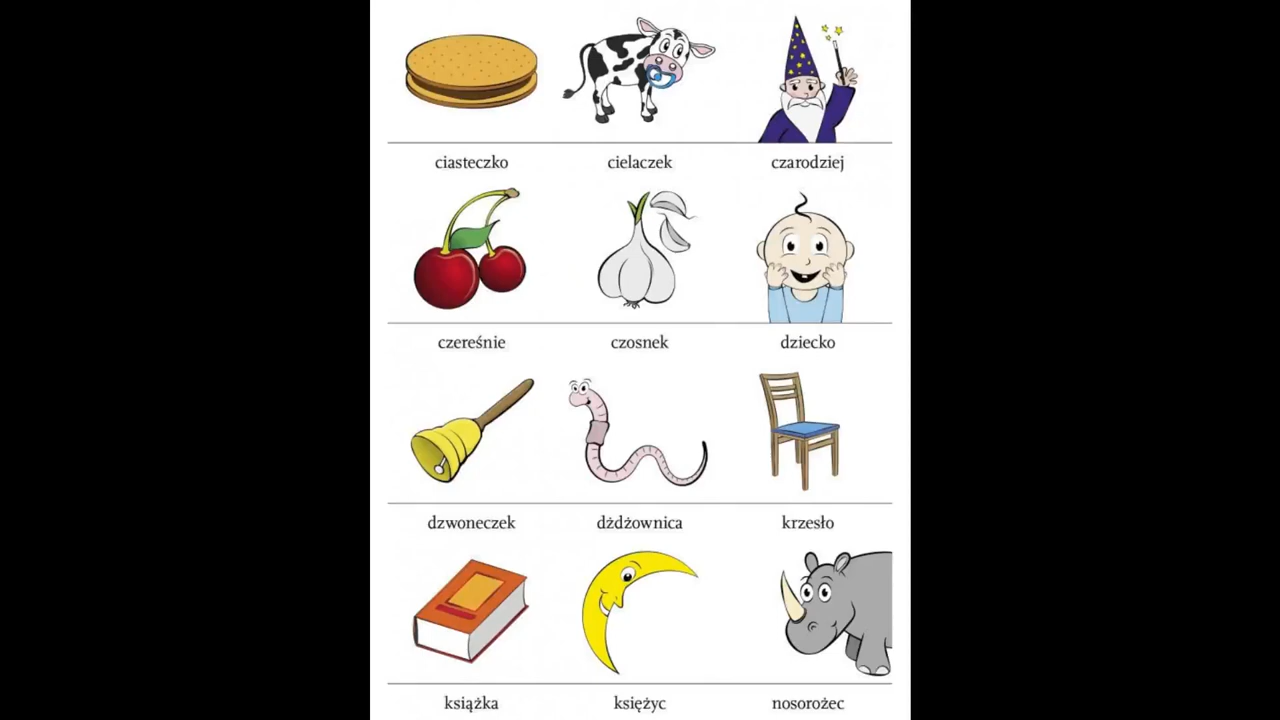 ciasteczko cielaczek czarodziej
czereśnie czosnek dziecko
dzwoneczek dżdżownica krzesło
książka księżyc nosorożec